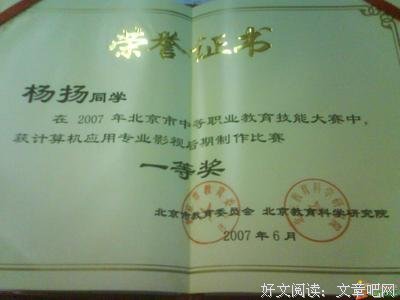 荣誉证书
杨扬同学
在 2007 年北京市中等职业教育技能大赛中，
获计算机应用专业影视后期制作比赛
一等奖
北京市教育委员会 北京教育科学研究院
2007 年 6 月
好文阅读：文章吧网